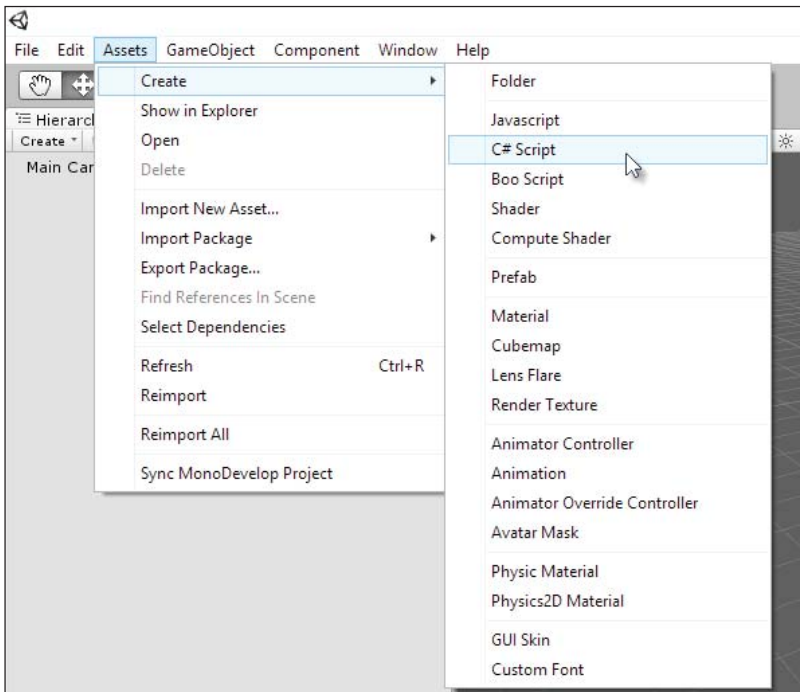 File Edit Assets GameObject Component Window Help
Hierarc
Create
Main Car
Create
Show in Explorer
Open
Delete
Import New Asset...
Import Package
Export Package...
Find References In Scene
Select Dependencies
Refresh Ctrl+R
Reimport
Reimport All
Sync MonoDevelop Project
Folder
Javascript
C# Script
Boo Script
Shader
Compute Shader
Prefab
Material
Cubemap
Lens Flare
Render Texture
Animator Controller
Animation
Animator Override Controller
Avatar Mask
Physic Material
Physics2D Material
GUI Skin
Custom Font